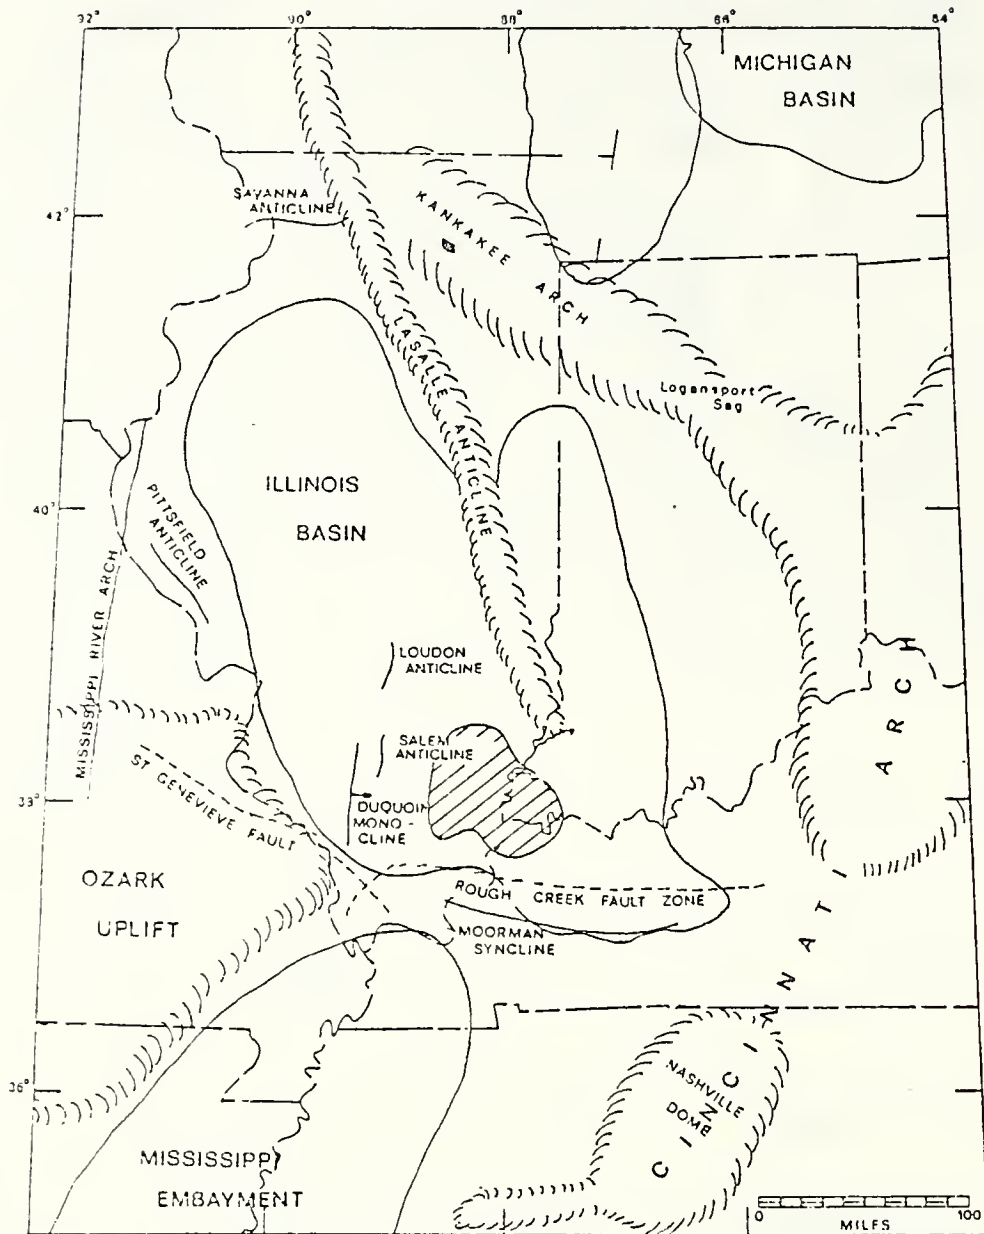 92° 90° 88° 86° 84°
MICHIGAN
BASIN
SAVANNA
ANTICLINE
42°
KANKAKEE ARCH
LASALLE ANTICLINE
Logansport
Sag
ILLINOIS
BASIN
40°
PITTSFIELD
ANTICLINE
MISSISSIPPI RIVER ARCH
LOUDON
ANTICLINE
SALEM
ANTICLINE
ST GENEVIEVE FAULT
38°
DUQUOIN
MONO-
CLINE
OZARK
UPLIFT
ROUGH CREEK FAULT ZONE
MOORMAN
SYNCLINE
CINCINNATI ARCH
36°
NASHVILLE
DOME
MISSISSIPPI
EMBAYMENT
0 100
MILES